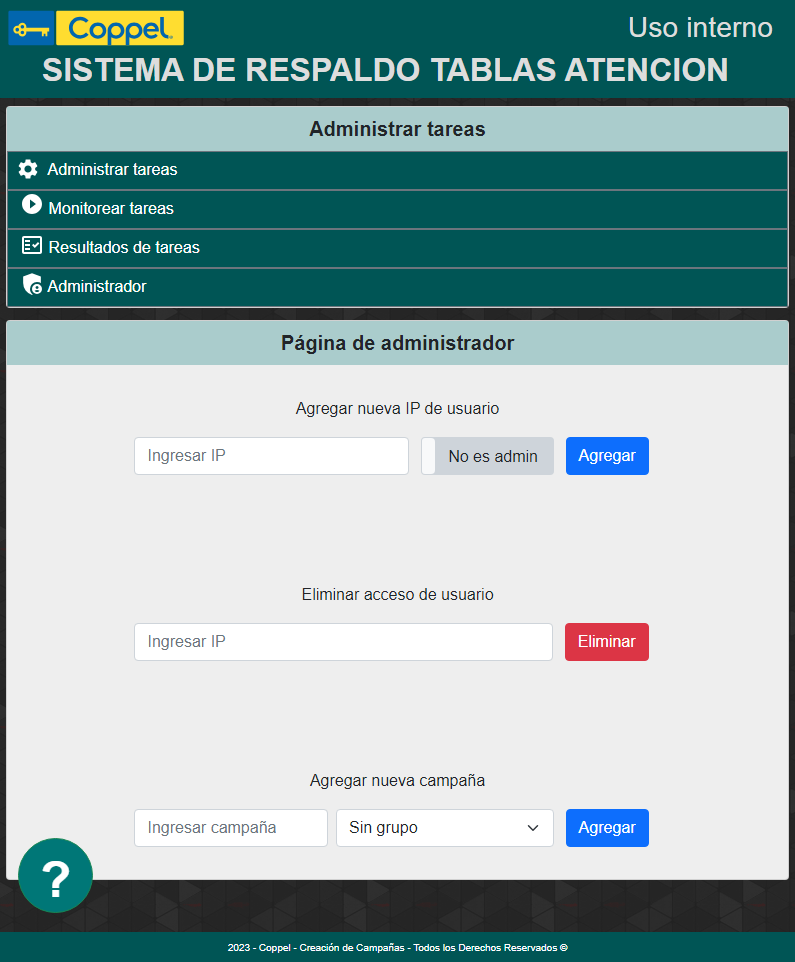 Coppel.
Uso interno
SISTEMA DE RESPALDO TABLAS ATENCION
Administrar tareas
Administrar tareas
Monitorear tareas
Resultados de tareas
Administrador
Página de administrador
Agregar nueva IP de usuario
Ingresar IP No es admin Agregar
Eliminar acceso de usuario
Ingresar IP Eliminar
Agregar nueva campaña
Ingresar campaña Sin grupo Agregar
?
2023 - Coppel - Creación de Campañas - Todos los Derechos Reservados ©